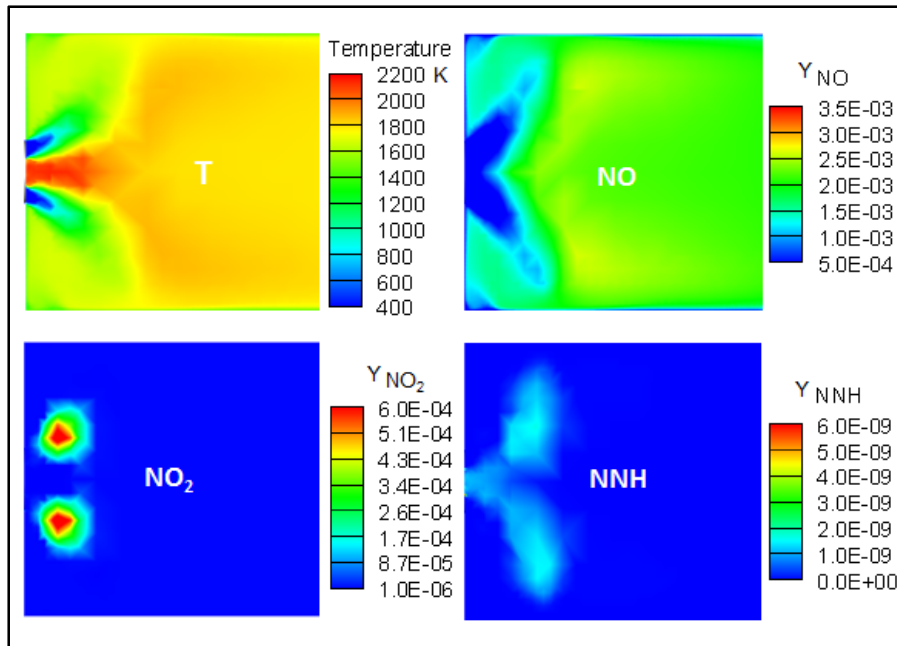 Temperature
2200 K
2000
1800
1600
1400
1200
1000
800
600
400
T
Y NO
3.5E-03
3.0E-03
2.5E-03
2.0E-03
1.5E-03
1.0E-03
5.0E-04
NO
Y NO2
6.0E-04
5.1E-04
4.3E-04
3.4E-04
2.6E-04
1.7E-04
8.7E-05
1.0E-06
NO2
Y NNH
6.0E-09
5.0E-09
4.0E-09
3.0E-09
2.0E-09
1.0E-09
0.0E+00
NNH